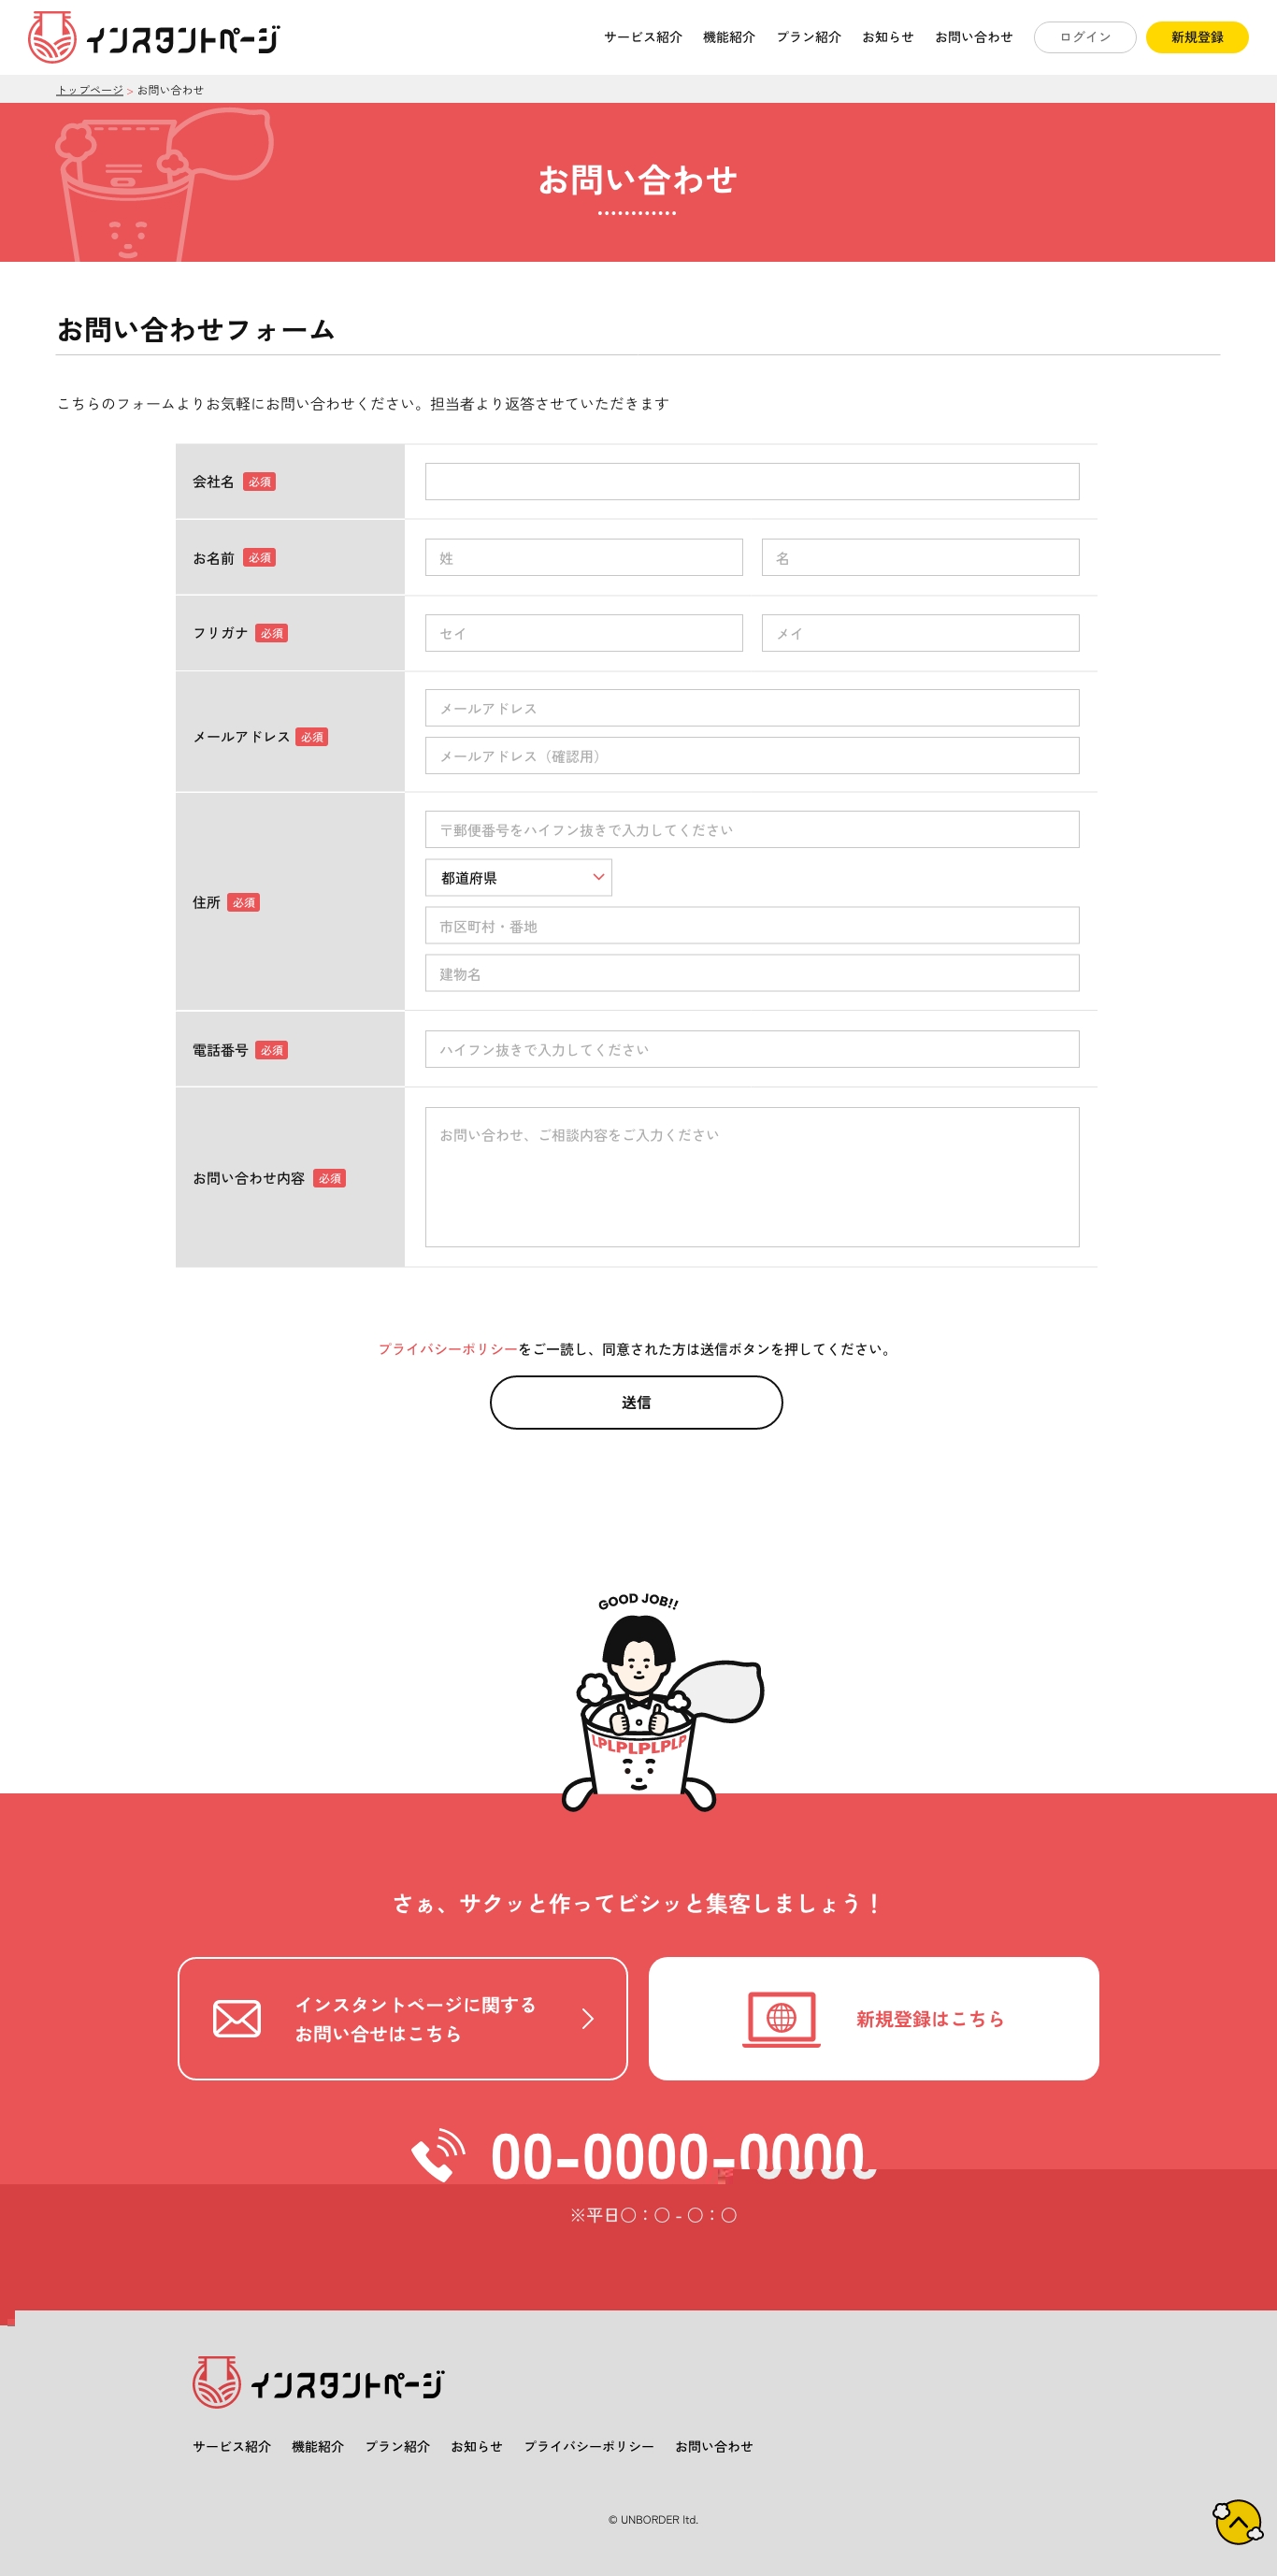 インスタントページ
サービス紹介 機能紹介 プラン紹介 お知らせ お問い合わせ ログイン 新規登録
トップページ > お問い合わせ
お問い合わせ
お問い合わせフォーム
こちらのフォームよりお気軽にお問い合わせください。担当者より返答させていただきます
会社名 必須
お名前 必須 姓 名
フリガナ 必須 セイ メイ
メールアドレス 必須 メールアドレス
メールアドレス（確認用）
住所 必須
〒郵便番号をハイフン抜きで入力してください
都道府県
市区町村・番地
建物名
電話番号 必須 ハイフン抜きで入力してください
お問い合わせ内容 必須
お問い合わせ、ご相談内容をご入力ください
プライバシーポリシーをご一読し、同意された方は送信ボタンを押してください。
送信
GOOD JOB!!
LPLPLPLPLP
さぁ、サクッと作ってビシッと集客しましょう！
インスタントページに関する
お問い合せはこちら
新規登録はこちら
00-0000-0000
※平日〇：〇 - 〇：〇
インスタントページ
サービス紹介 機能紹介 プラン紹介 お知らせ プライバシーポリシー お問い合わせ
© UNBORDER ltd.